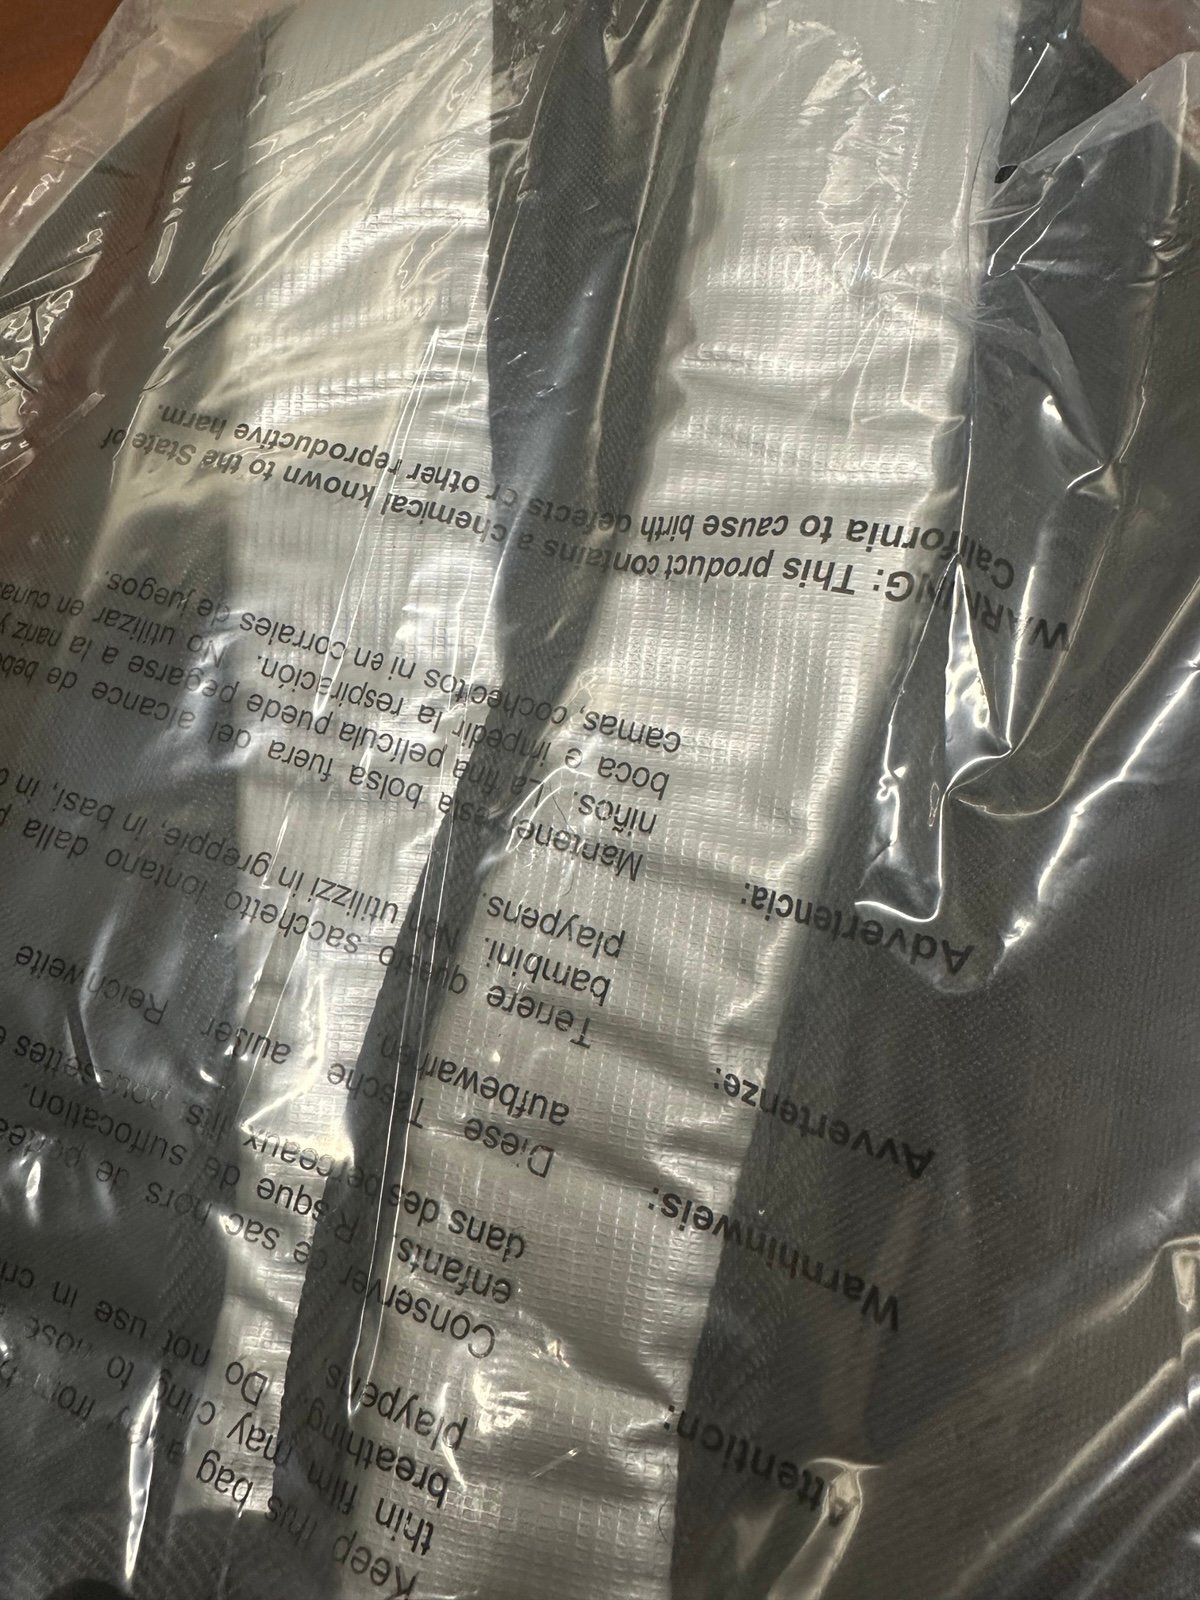 Keep this bag away from
thin film may cling to nose
breathing. Do not use in
playpens.
Attention: Conserver ce sac hors de
enfants. Risque de suffocation.
dans des berceaux, lits, poussettes
Warnhinweis: Diese Tasche außer Reichweite
aufbewahren.
Avvertenze: Tenere questo sacchetto lontano dalla
bambini. Non utilizzi in greppie, in basi, in
playpens.
Advertencia: Mantener esta bolsa fuera del alcance de
niños. La fina película puede pegarse a la nariz y
boca e impedir la respiración. No utilizar en
camas, cochecitos ni en corrales de juegos.
WARNING: This product contains a chemical known to the State of
California to cause birth defects or other reproductive harm.